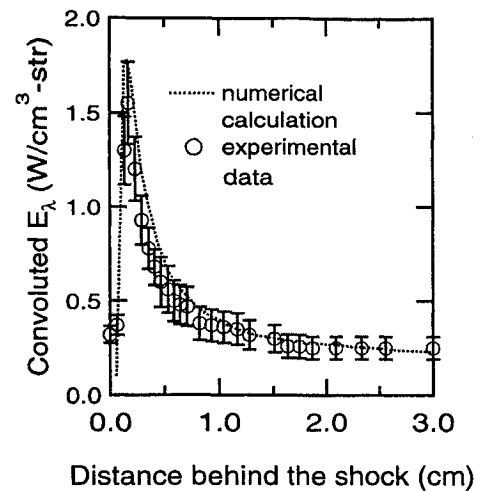 2.0
1.5
1.0
0.5
0.0
Convoluted Eλ (W/cm³-str)
numerical
calculation
experimental
data
0.0 1.0 2.0 3.0
Distance behind the shock (cm)